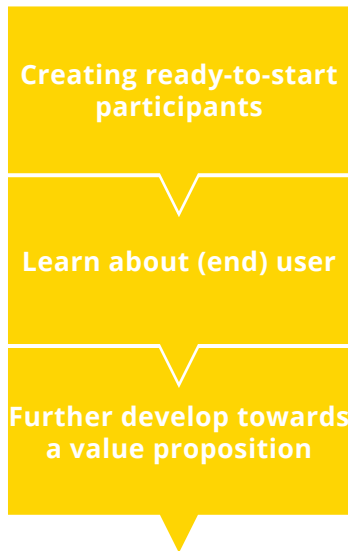 Creating ready-to-start
participants
Learn about (end) user
Further develop towards
a value proposition